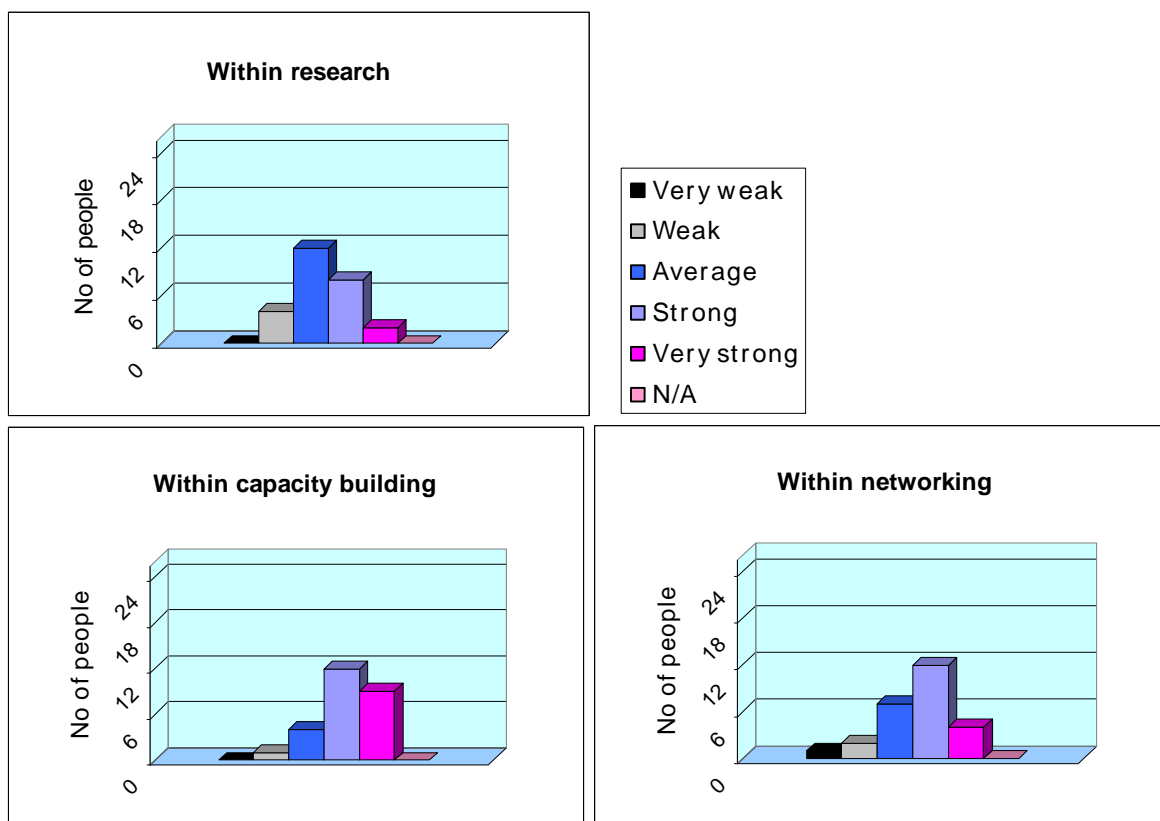 Within research
No of people
24
18
12
6
0
Very weak
Weak
Average
Strong
Very strong
N/A
Within capacity building
No of people
24
18
12
6
0
Within networking
No of people
24
18
12
6
0